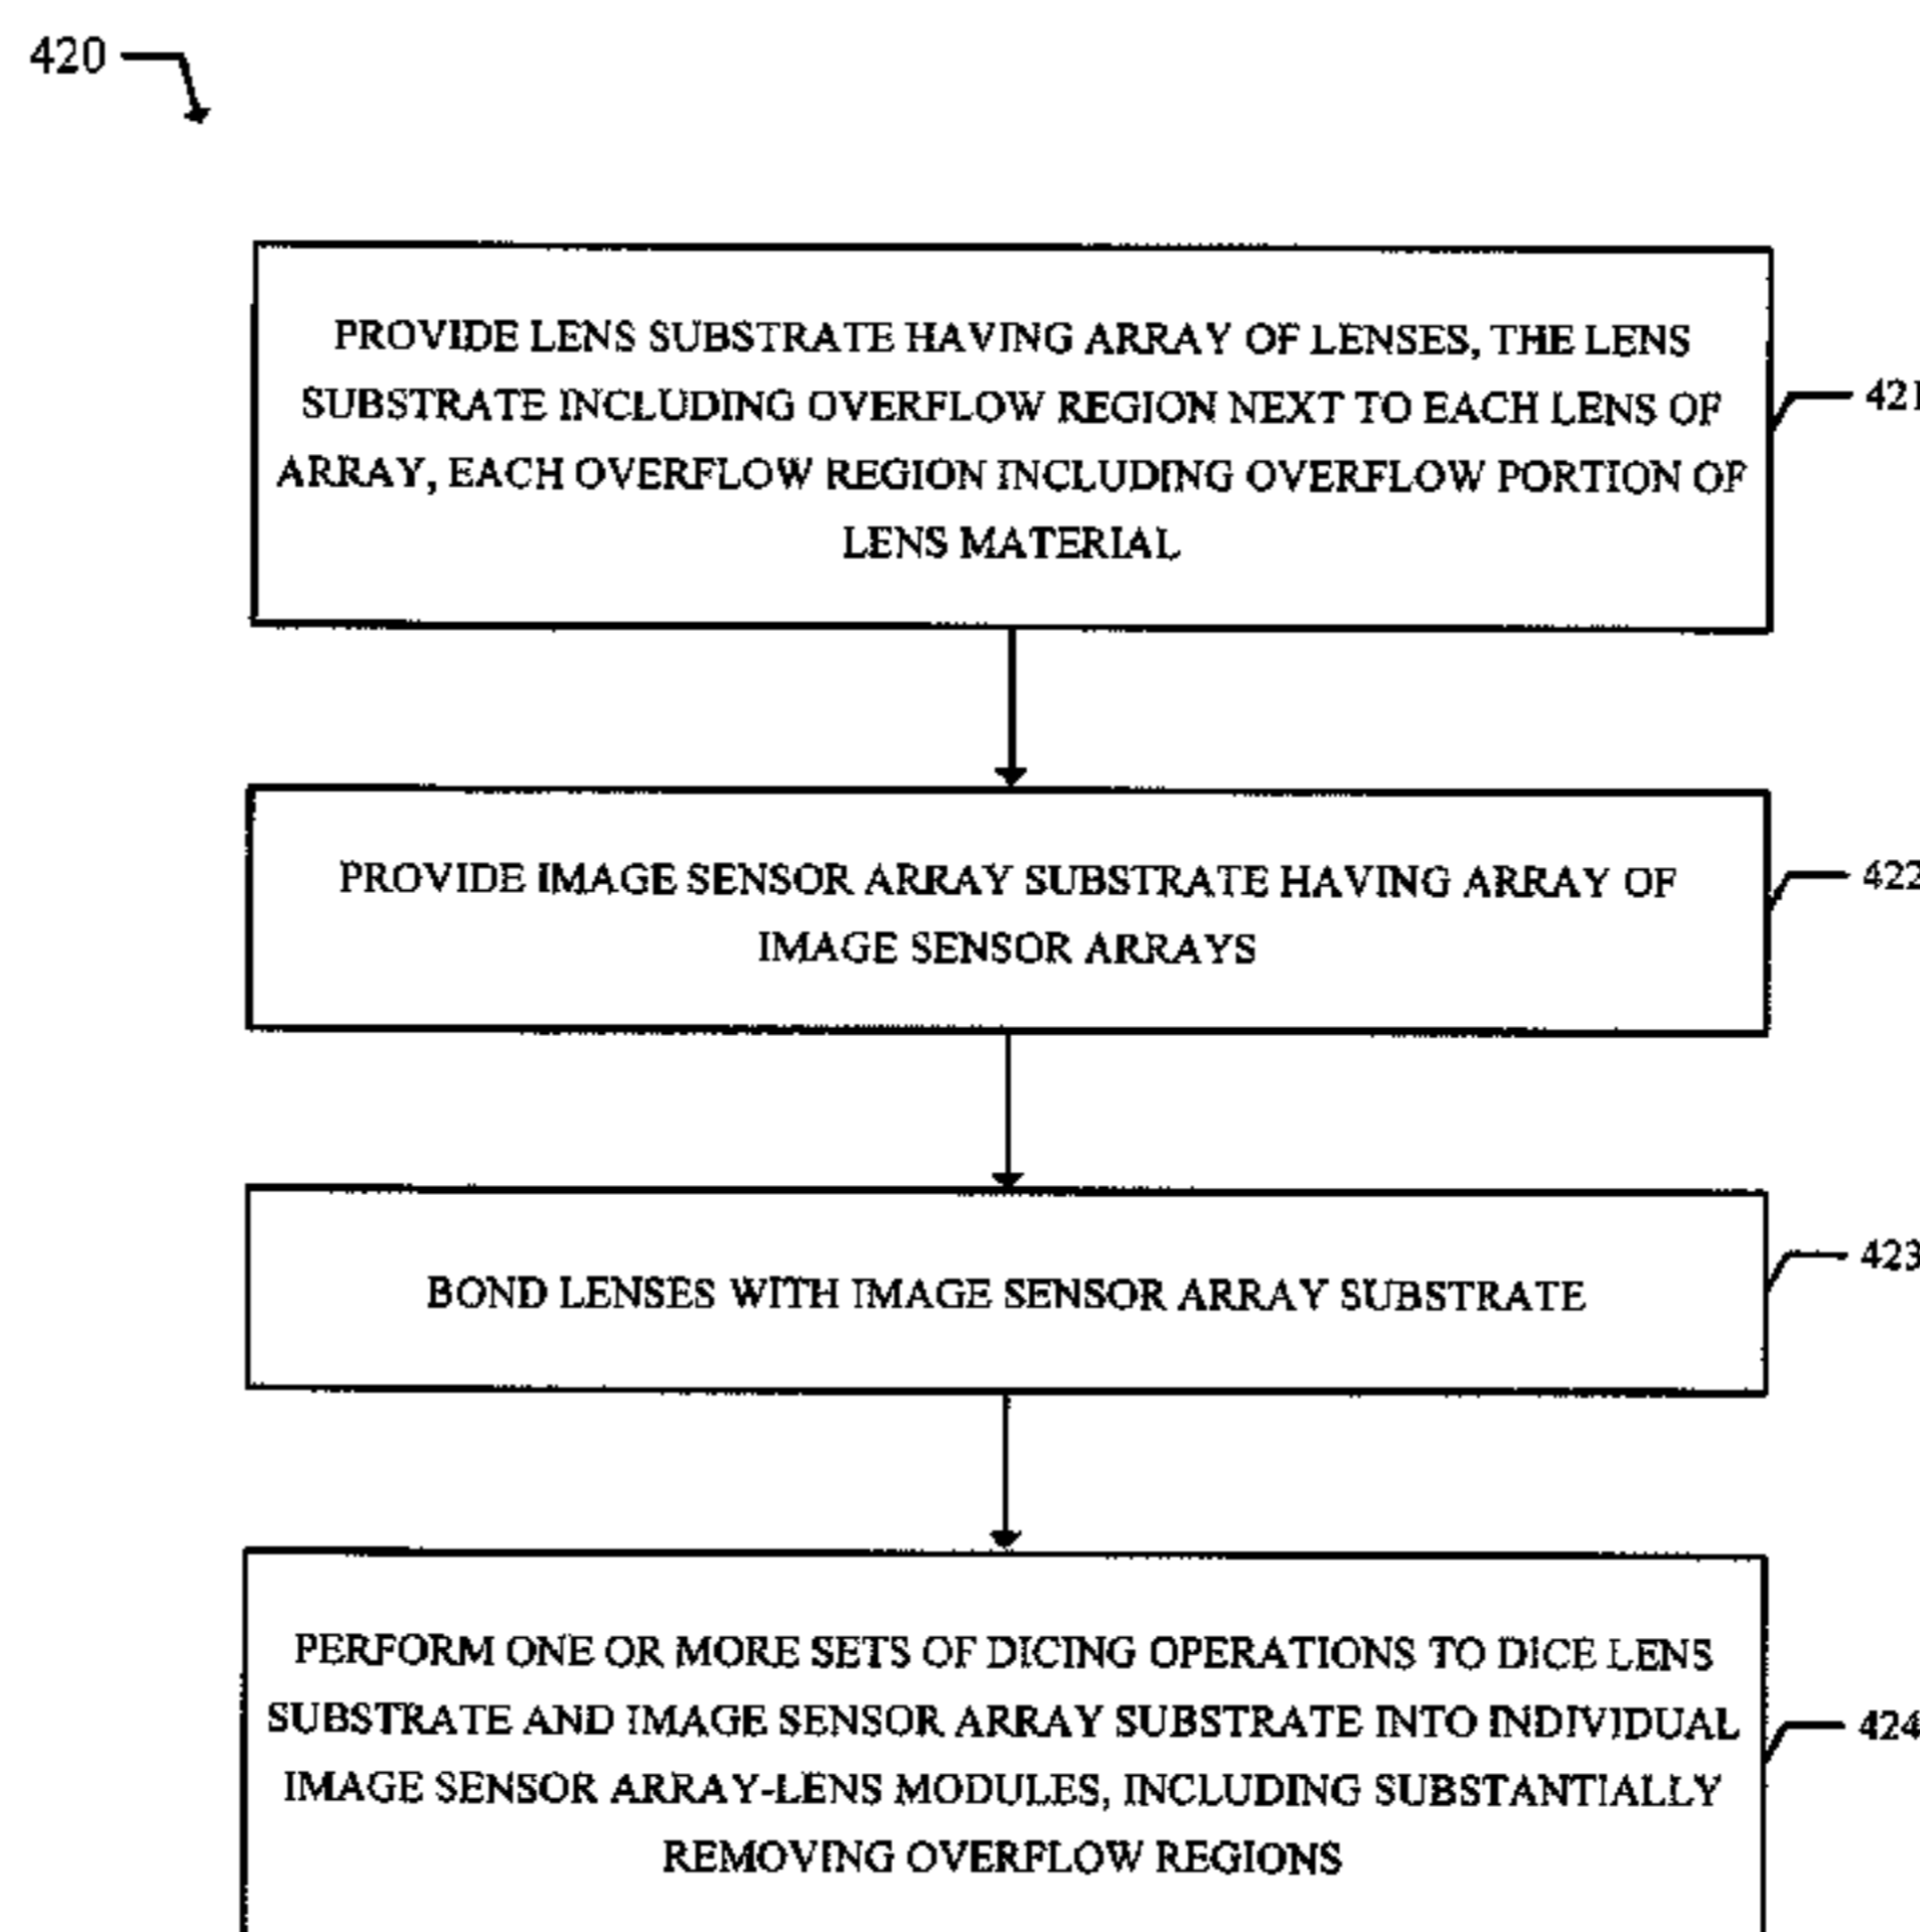 420
PROVIDE LENS SUBSTRATE HAVING ARRAY OF LENSES, THE LENS
SUBSTRATE INCLUDING OVERFLOW REGION NEXT TO EACH LENS OF
ARRAY, EACH OVERFLOW REGION INCLUDING OVERFLOW PORTION OF
LENS MATERIAL
421
PROVIDE IMAGE SENSOR ARRAY SUBSTRATE HAVING ARRAY OF
IMAGE SENSOR ARRAYS
422
BOND LENSES WITH IMAGE SENSOR ARRAY SUBSTRATE
423
PERFORM ONE OR MORE SETS OF DICING OPERATIONS TO DICE LENS
SUBSTRATE AND IMAGE SENSOR ARRAY SUBSTRATE INTO INDIVIDUAL
IMAGE SENSOR ARRAY-LENS MODULES, INCLUDING SUBSTANTIALLY
REMOVING OVERFLOW REGIONS
424